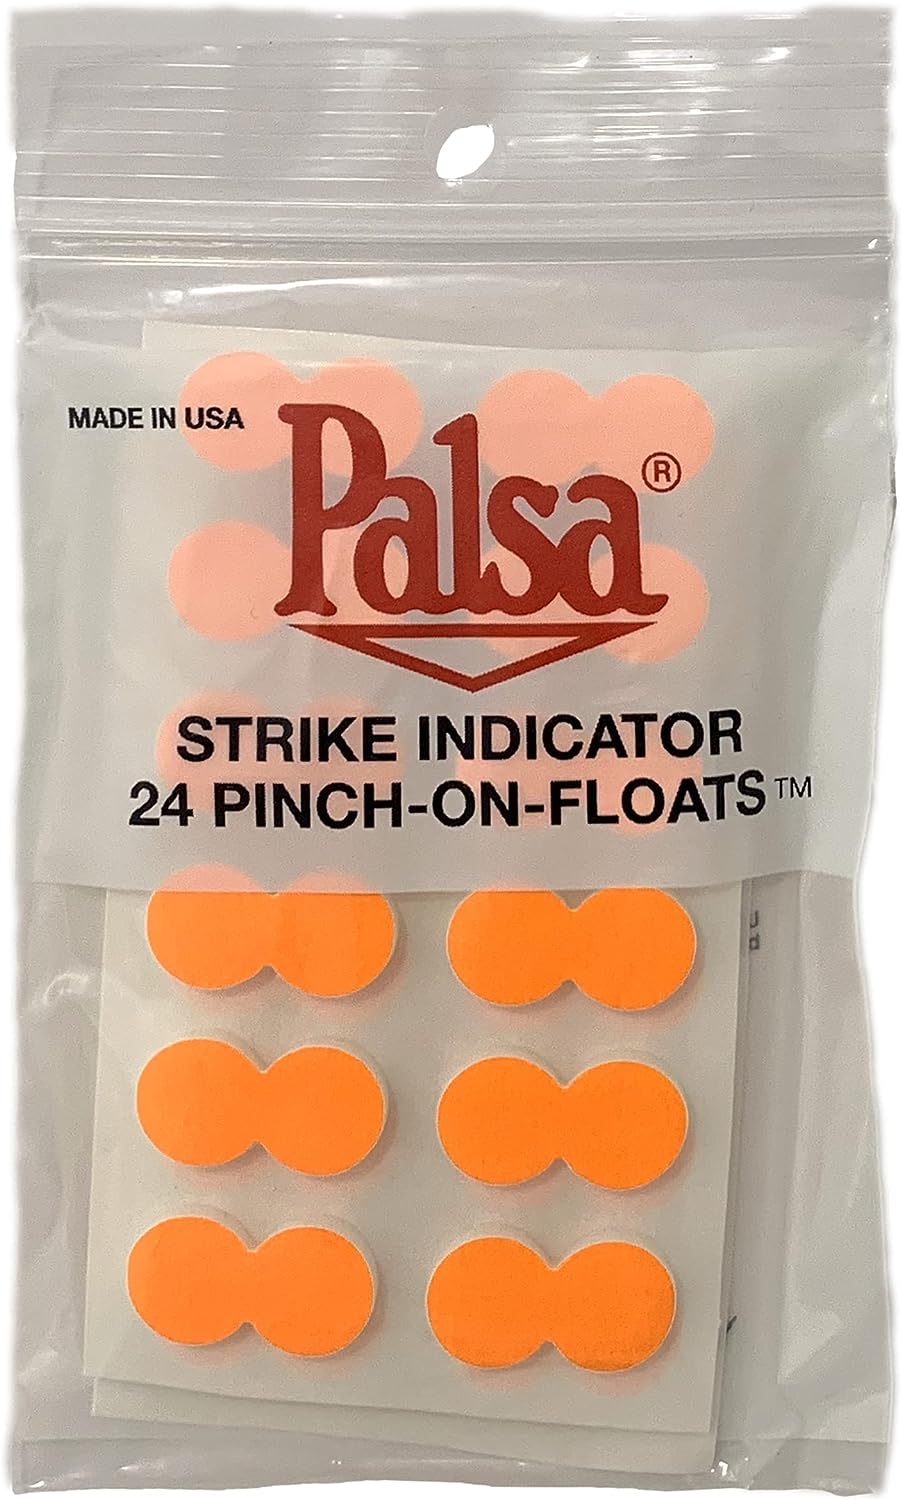 MADE IN USA
Palsa®
STRIKE INDICATOR
24 PINCH-ON-FLOATS™